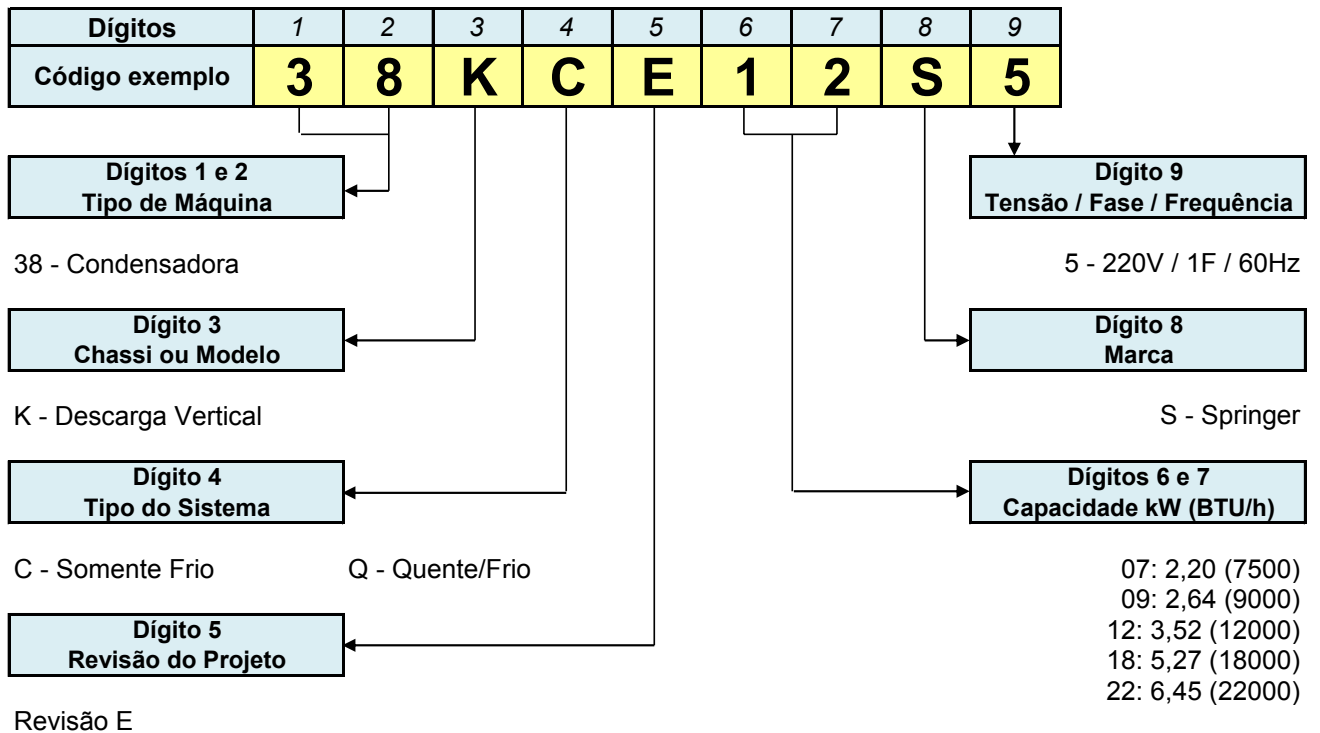 Dígitos 1 2 3 4 5 6 7 8 9
Código exemplo 3 8 K C E 1 2 S 5
Dígitos 1 e 2
Tipo de Máquina
38 - Condensadora
Dígito 3
Chassi ou Modelo
K - Descarga Vertical
Dígito 4
Tipo do Sistema
C - Somente Frio Q - Quente/Frio
Dígito 5
Revisão do Projeto
Revisão E
Dígito 9
Tensão / Fase / Frequência
5 - 220V / 1F / 60Hz
Dígito 8
Marca
S - Springer
Dígitos 6 e 7
Capacidade kW (BTU/h)
07: 2,20 (7500)
09: 2,64 (9000)
12: 3,52 (12000)
18: 5,27 (18000)
22: 6,45 (22000)